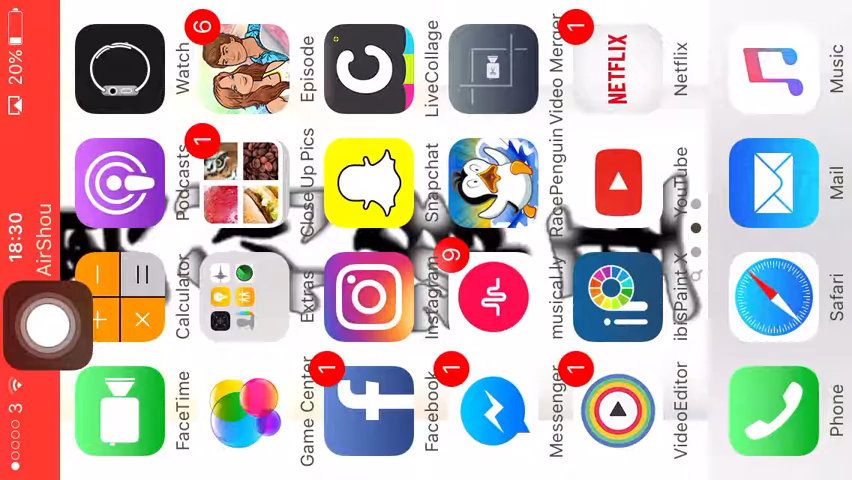 3 18:30 20%
AirShou
FaceTime Calculator Podcasts Watch
1 6
Game Center Extras Close Up Pics Episode
1
Facebook Instagram Snapchat LiveCollage
1 9
Messenger musical.ly RacePenguin Video Merger
1 1
NETFLIX
VideoEditor ibisPaint X YouTube Netflix
Phone Safari Mail Music